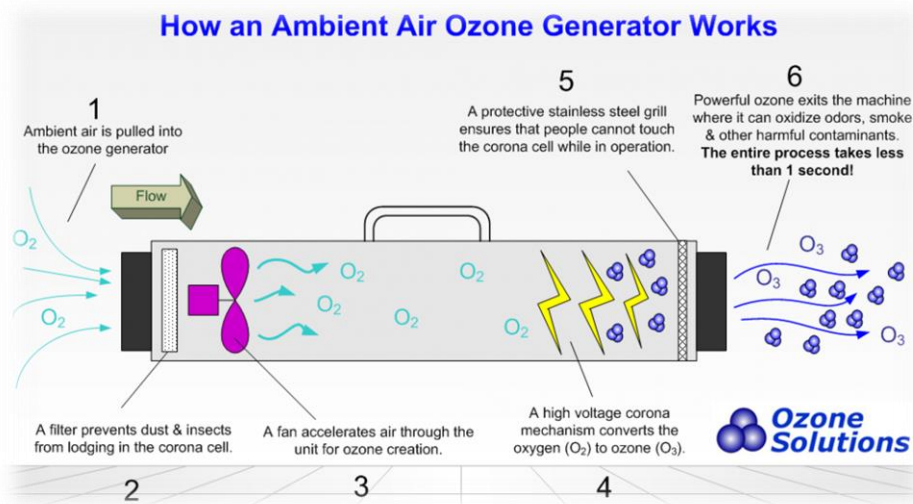 How an Ambient Air Ozone Generator Works
1
Ambient air is pulled into
the ozone generator
Flow
O₂
O₂
2
A filter prevents dust & insects
from lodging in the corona cell.
3
A fan accelerates air through the
unit for ozone creation.
O₂
O₂
O₂
O₂
O₂
4
A high voltage corona
mechanism converts the
oxygen (O₂) to ozone (O₃).
5
A protective stainless steel grill
ensures that people cannot touch
the corona cell while in operation.
6
Powerful ozone exits the machine
where it can oxidize odors, smoke
& other harmful contaminants.
The entire process takes less
than 1 second!
O₃
O₃
O₃
Ozone
Solutions